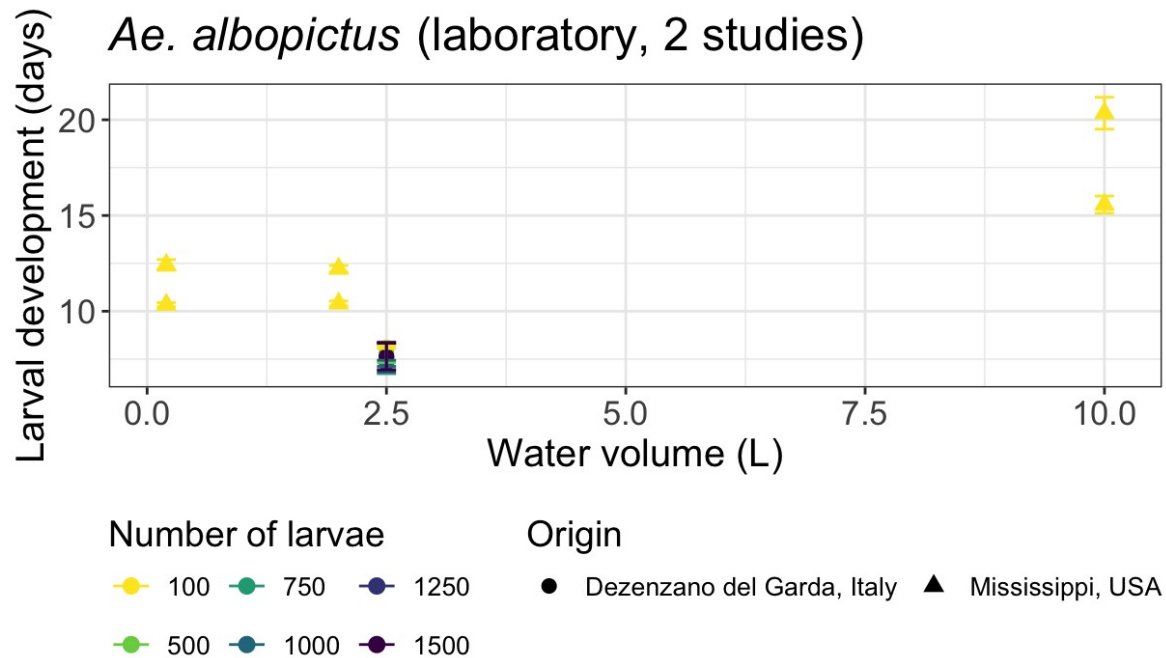 Ae. albopictus (laboratory, 2 studies)
Larval development (days)
20
15
10
0.0 2.5 5.0 7.5 10.0
Water volume (L)
Number of larvae
100 750 1250
500 1000 1500
Origin
Dezenzano del Garda, Italy Mississippi, USA